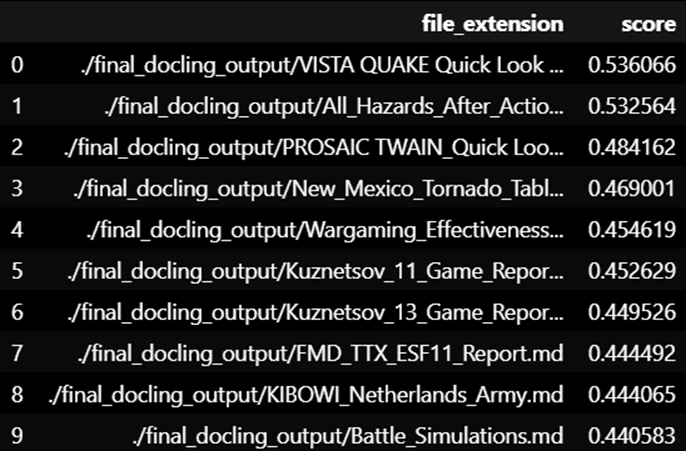 file_extension score
0 ./final_docling_output/VISTA QUAKE Quick Look ... 0.536066
1 ./final_docling_output/All_Hazards_After_Actio... 0.532564
2 ./final_docling_output/PROSAIC TWAIN_Quick Loo... 0.484162
3 ./final_docling_output/New_Mexico_Tornado_Tabl... 0.469001
4 ./final_docling_output/Wargaming_Effectiveness... 0.454619
5 ./final_docling_output/Kuznetsov_11_Game_Repor... 0.452629
6 ./final_docling_output/Kuznetsov_13_Game_Repor... 0.449526
7 ./final_docling_output/FMD_TTX_ESF11_Report.md 0.444492
8 ./final_docling_output/KIBOWI_Netherlands_Army.md 0.444065
9 ./final_docling_output/Battle_Simulations.md 0.440583